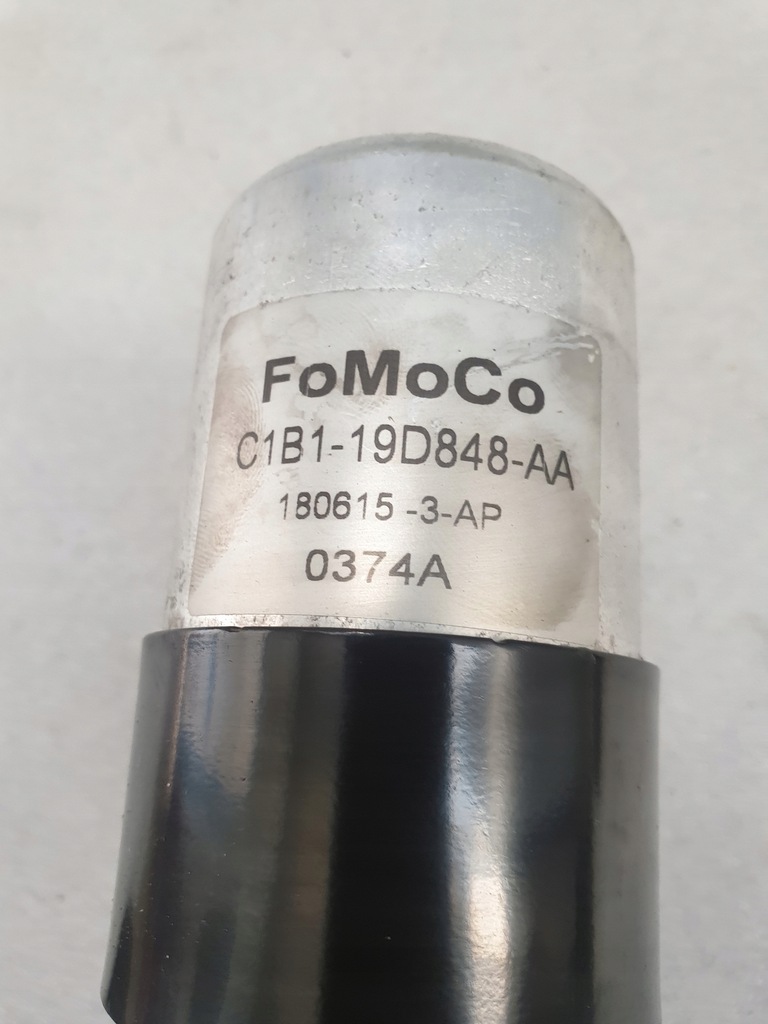 FoMoCo
C1B1-19D848-AA
180615 -3-AP
0374A